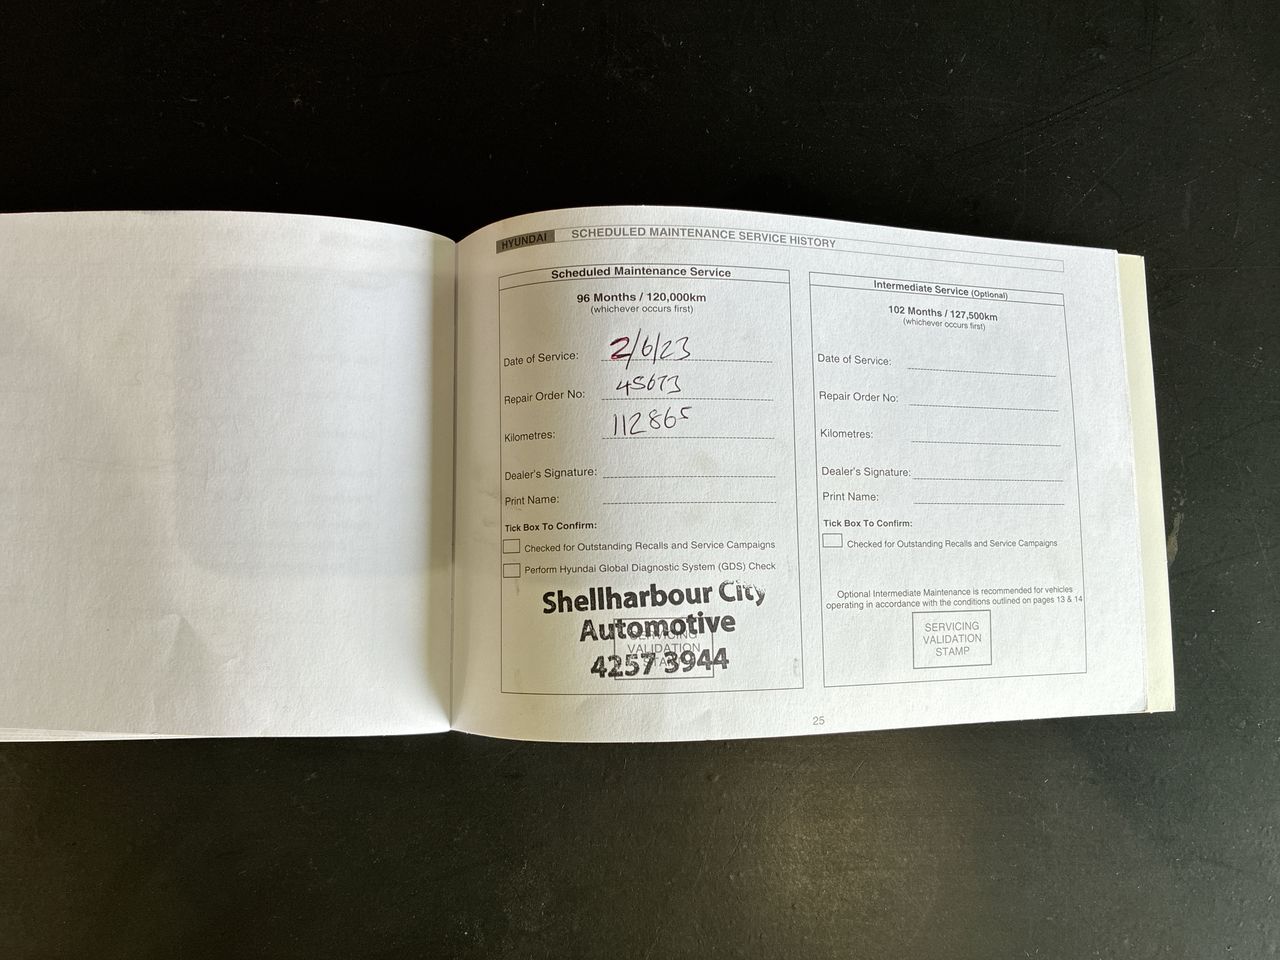 HYUNDAI SCHEDULED MAINTENANCE SERVICE HISTORY
Scheduled Maintenance Service
96 Months / 120,000km
(whichever occurs first)
Date of Service: 2/6/23
Repair Order No: 45673
Kilometres: 112865
Dealer's Signature:
Print Name:
Tick Box To Confirm:
Checked for Outstanding Recalls and Service Campaigns
Perform Hyundai Global Diagnostic System (GDS) Check
Shellharbour City
Automotive
4257 3944
SERVICING
VALIDATION
STAMP
Intermediate Service (Optional)
102 Months / 127,500km
(whichever occurs first)
Date of Service:
Repair Order No:
Kilometres:
Dealer's Signature:
Print Name:
Tick Box To Confirm:
Checked for Outstanding Recalls and Service Campaigns
Optional Intermediate Maintenance is recommended for vehicles
operating in accordance with the conditions outlined on pages 13 & 14
SERVICING
VALIDATION
STAMP
25